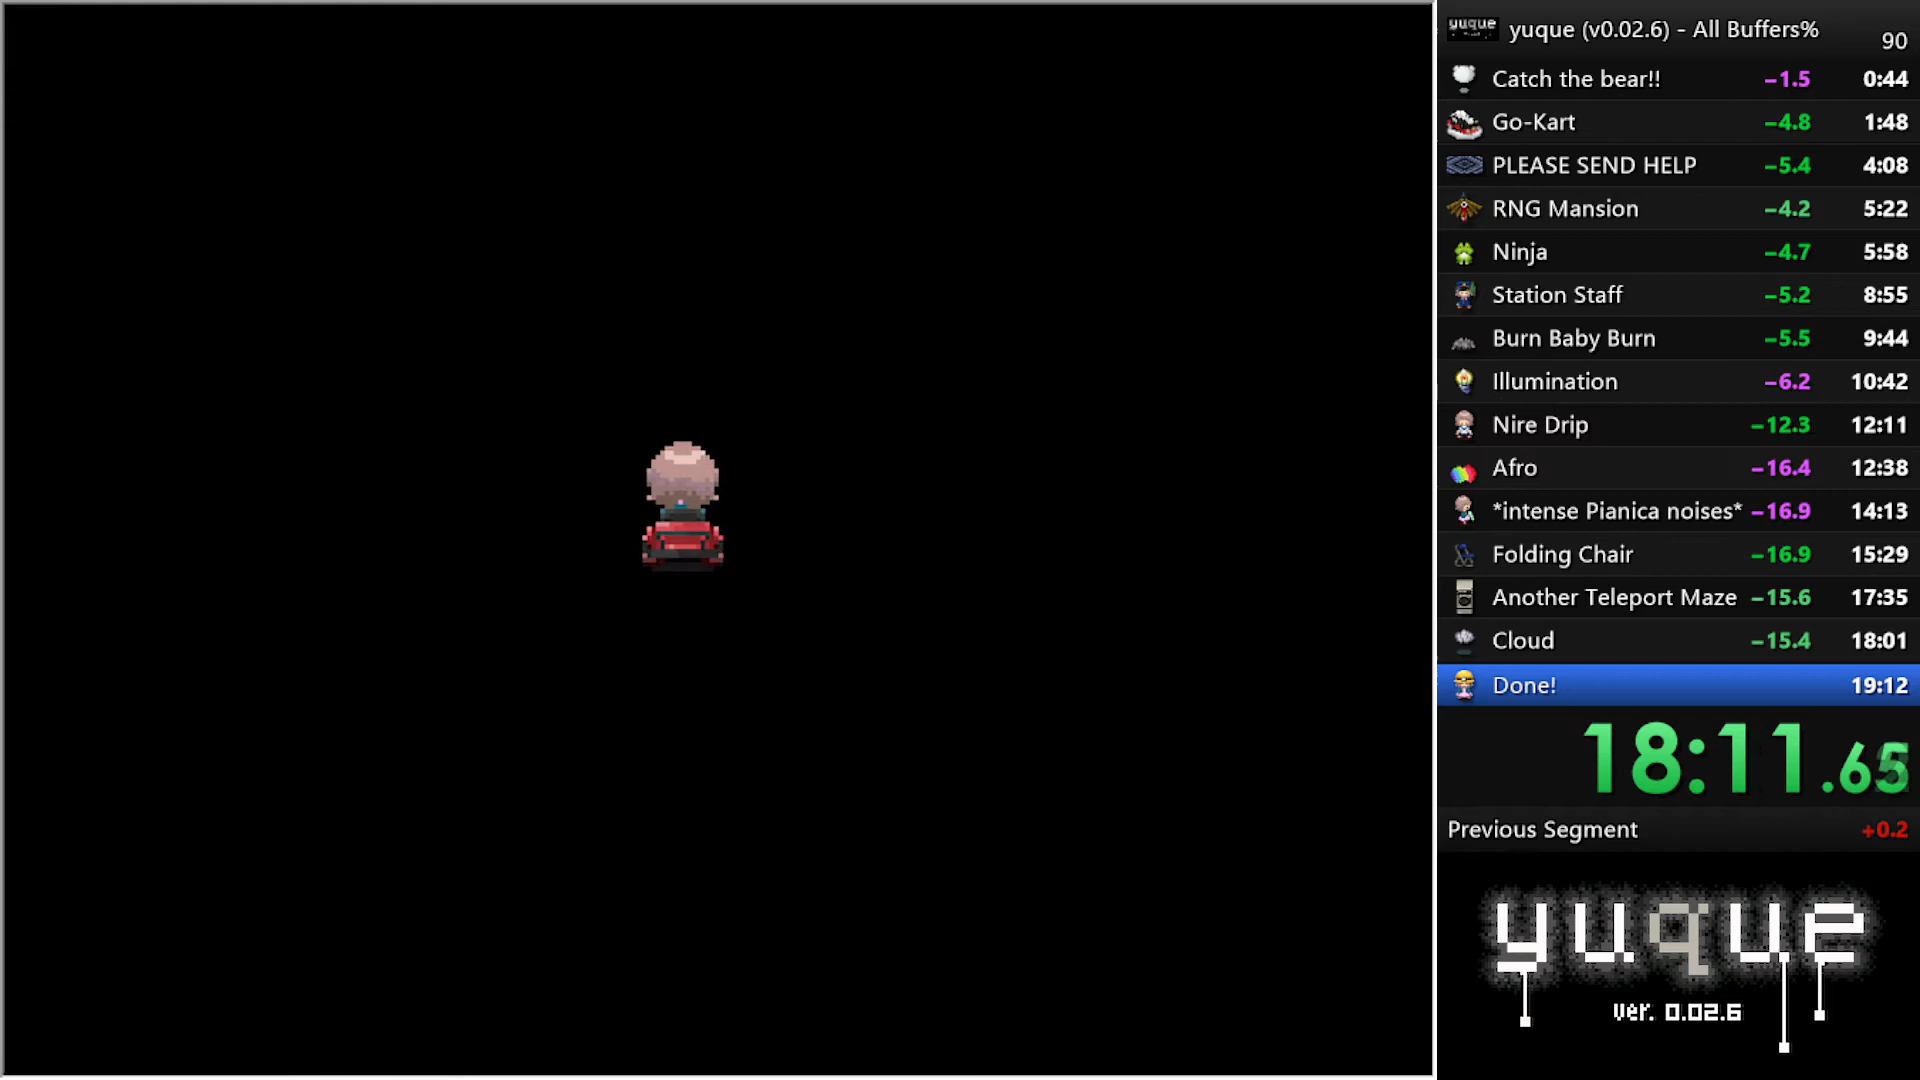 yuque
yuque (v0.02.6) - All Buffers%
90
Catch the bear!! -1.5 0:44
Go-Kart -4.8 1:48
PLEASE SEND HELP -5.4 4:08
RNG Mansion -4.2 5:22
Ninja -4.7 5:58
Station Staff -5.2 8:55
Burn Baby Burn -5.5 9:44
Illumination -6.2 10:42
Nire Drip -12.3 12:11
Afro -16.4 12:38
*intense Pianica noises* -16.9 14:13
Folding Chair -16.9 15:29
Another Teleport Maze -15.6 17:35
Cloud -15.4 18:01
Done! 19:12
18:11.65
Previous Segment +0.2
yuque
ver. 0.02.6